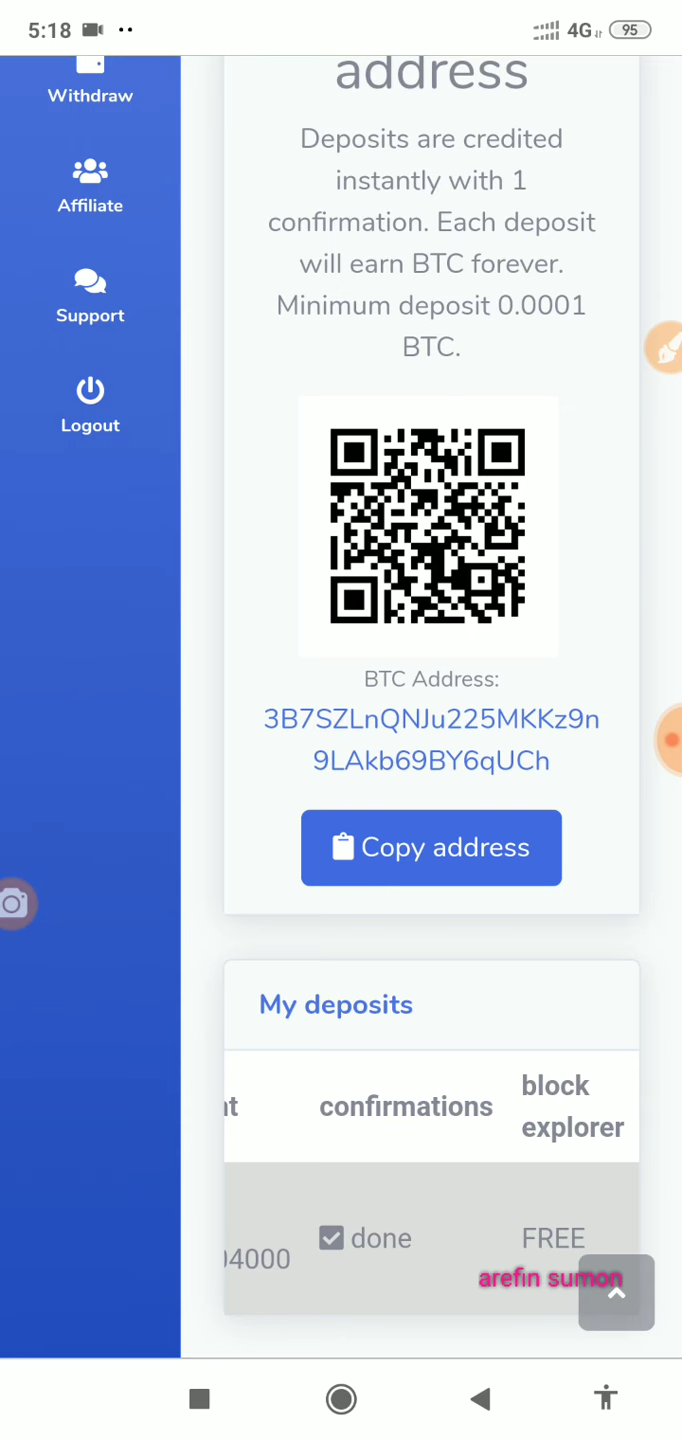 5:18
4G
95
Withdraw
Affiliate
Support
Logout
address
Deposits are credited
instantly with 1
confirmation. Each deposit
will earn BTC forever.
Minimum deposit 0.0001
BTC.
BTC Address:
3B7SZLnQNJu225MKKz9n
9LAkb69BY6qUCh
Copy address
My deposits
confirmations
block
explorer
done
FREE
04000
arefin sumon